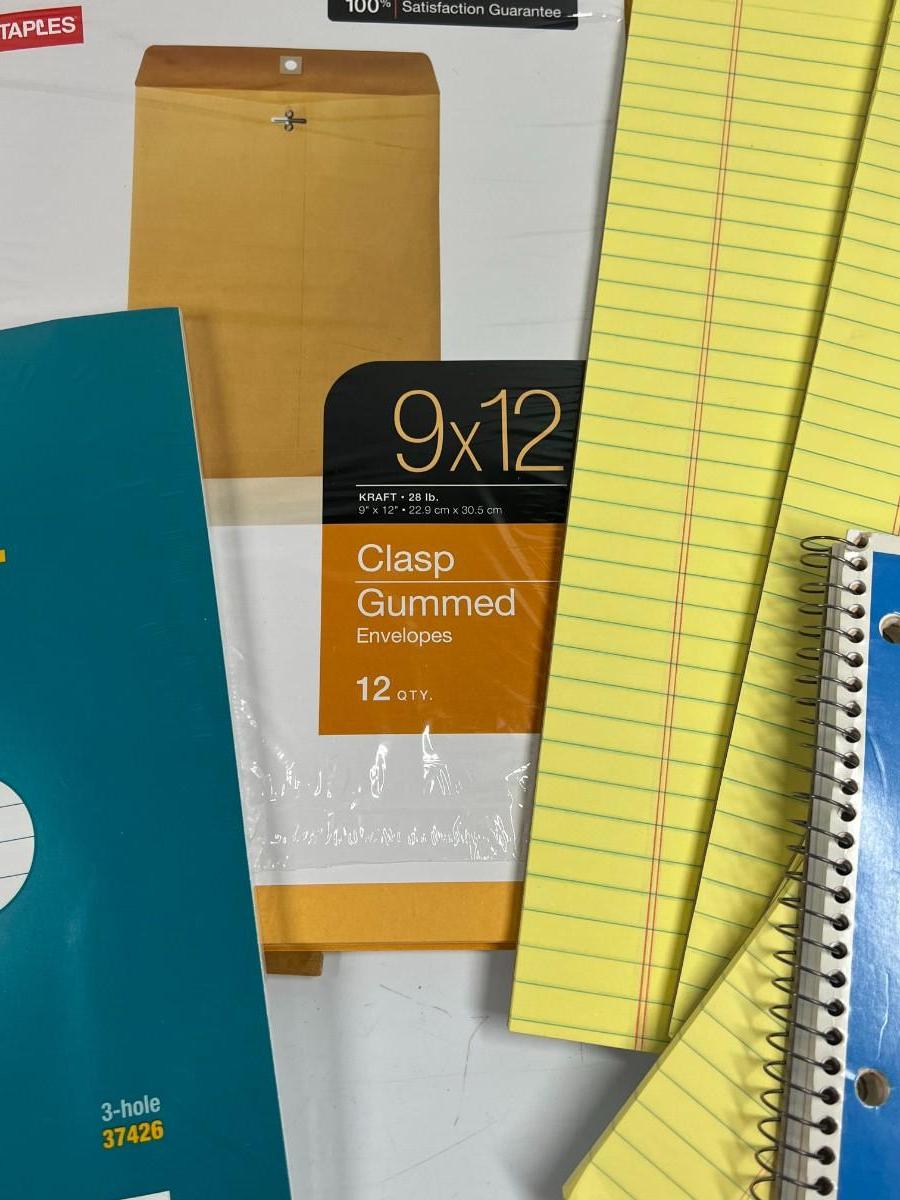 STAPLES
100% Satisfaction Guarantee
9x12
KRAFT • 28 lb.
9" x 12" • 22.9 cm x 30.5 cm
Clasp
Gummed
Envelopes
12 QTY.
3-hole
37426